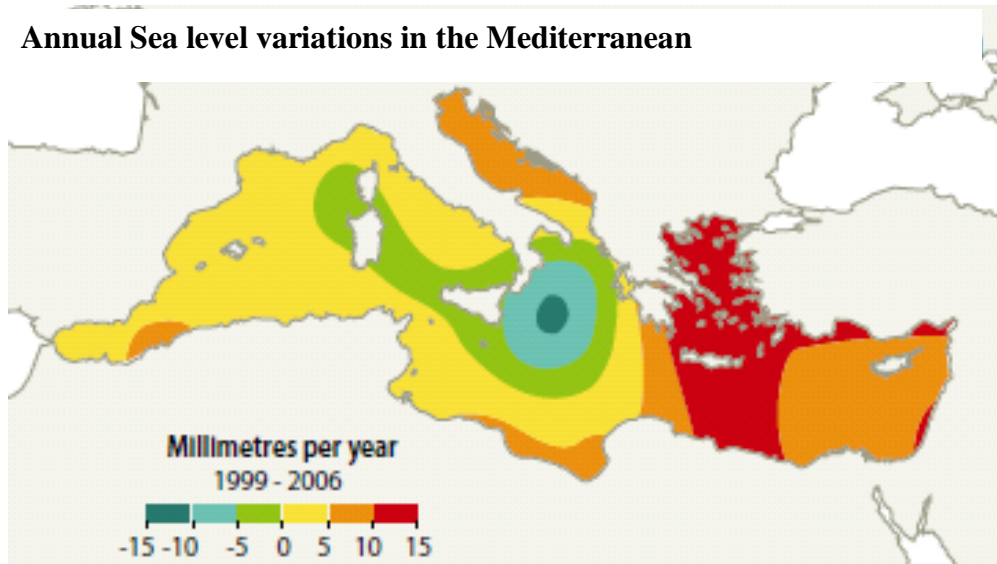 Annual Sea level variations in the Mediterranean
Millimetres per year
1999 - 2006
-15 -10 -5 0 5 10 15